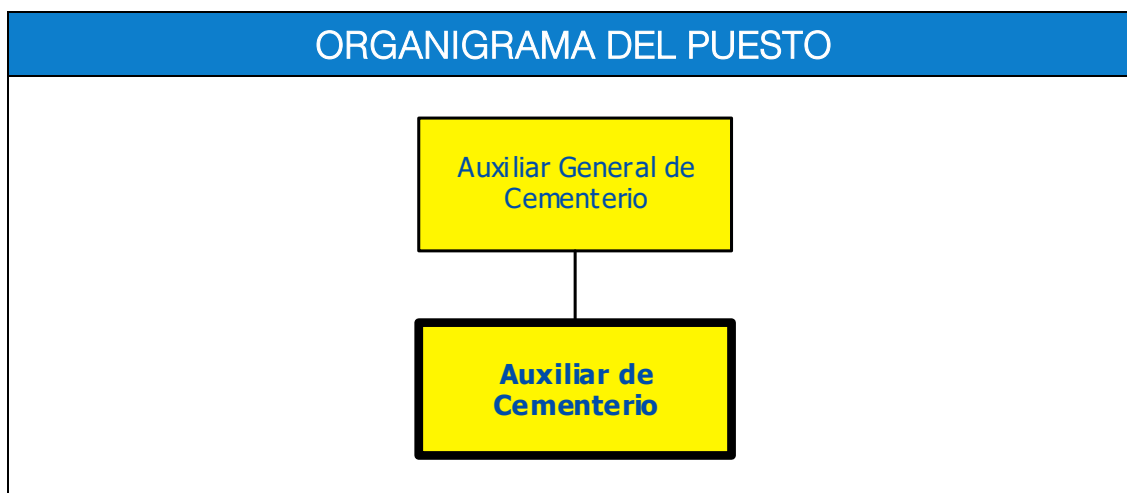 ORGANIGRAMA DEL PUESTO
Auxiliar General de
Cementerio
Auxiliar de
Cementerio